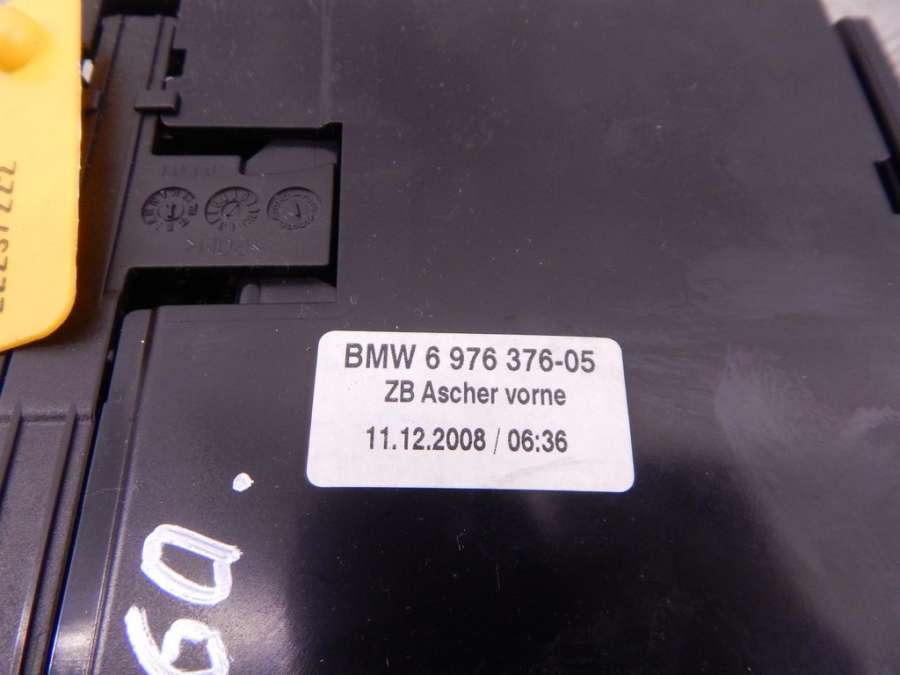 BMW 6 976 376-05
ZB Ascher vorne
11.12.2008 / 06:36